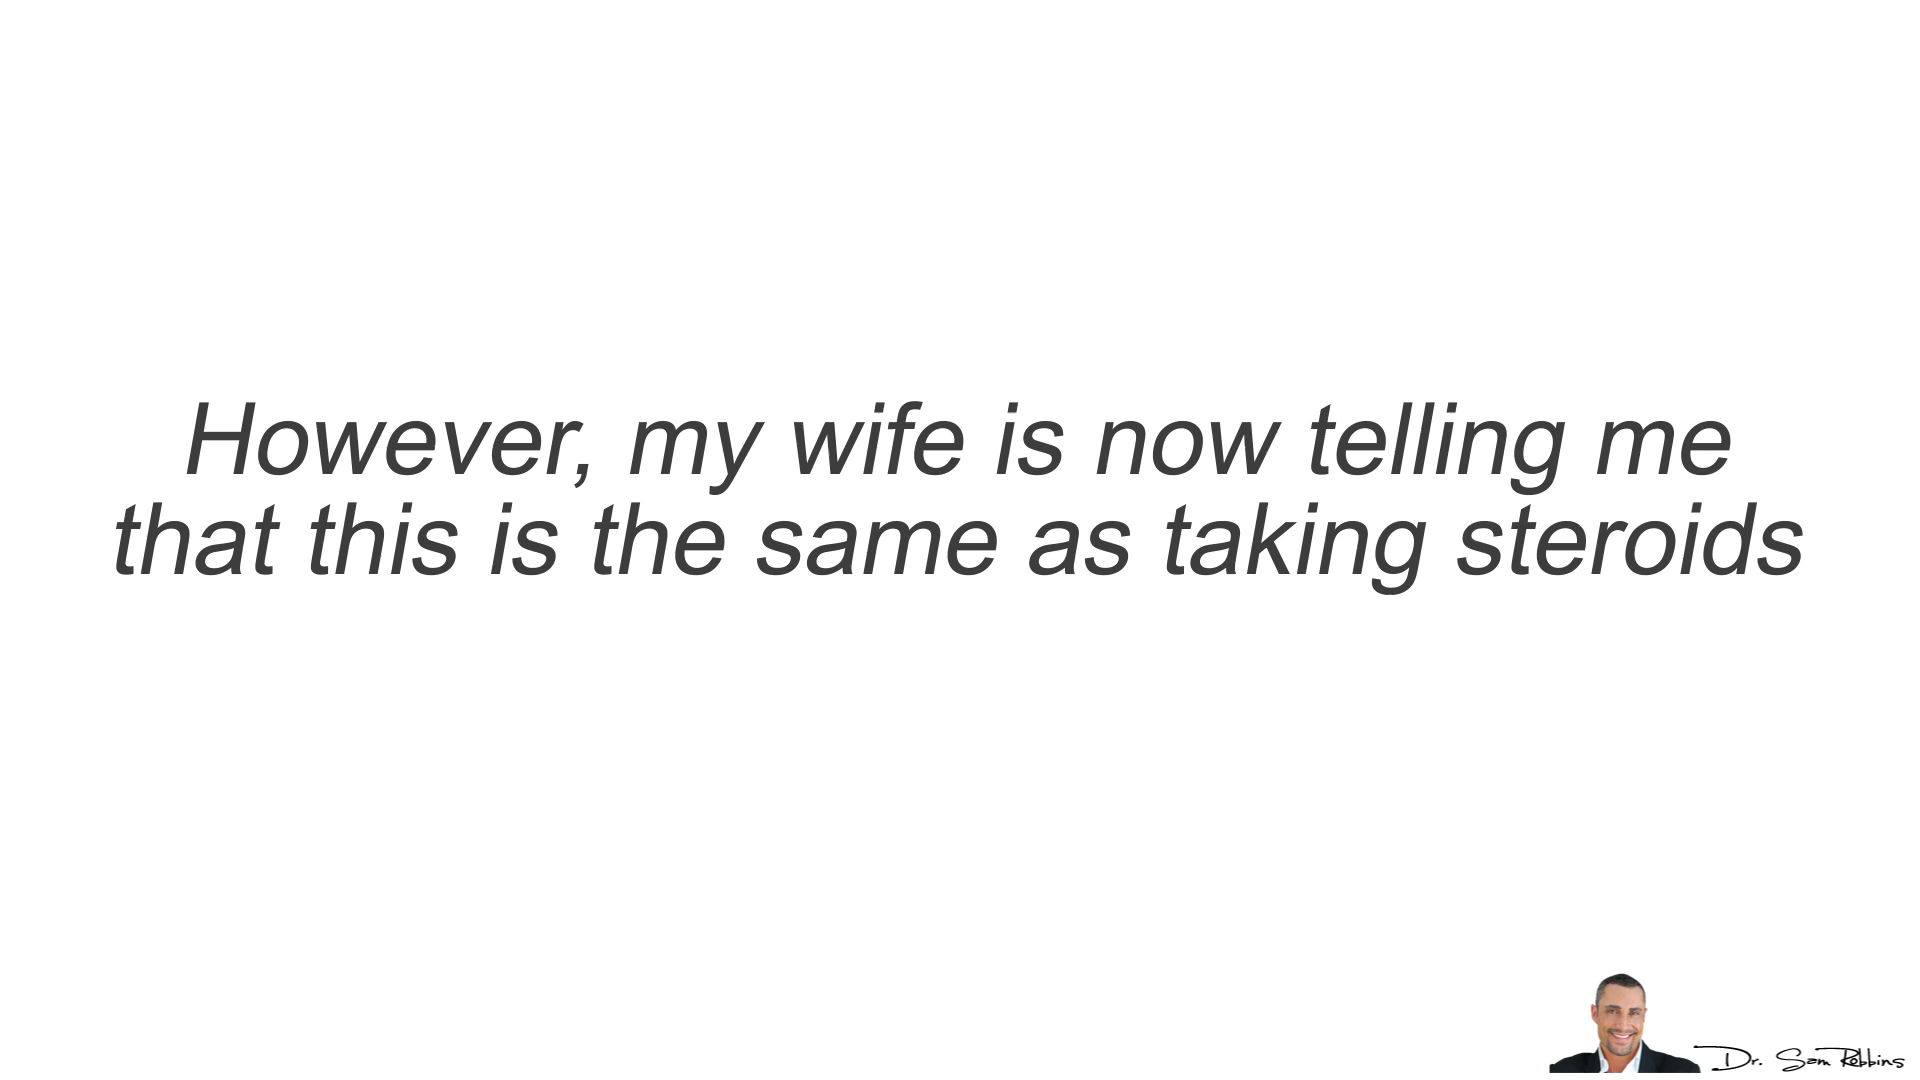 However, my wife is now telling me
that this is the same as taking steroids
Dr. Sam Robbins